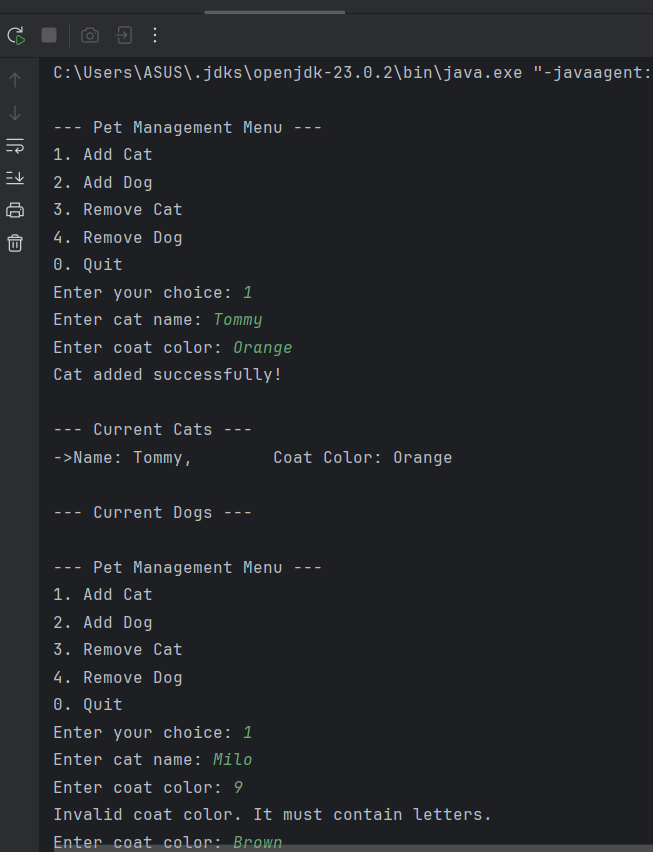 C:\Users\ASUS\.jdks\openjdk-23.0.2\bin\java.exe "-javaagent:
--- Pet Management Menu ---
1. Add Cat
2. Add Dog
3. Remove Cat
4. Remove Dog
0. Quit
Enter your choice: 1
Enter cat name: Tommy
Enter coat color: Orange
Cat added successfully!
--- Current Cats ---
->Name: Tommy,        Coat Color: Orange
--- Current Dogs ---
--- Pet Management Menu ---
1. Add Cat
2. Add Dog
3. Remove Cat
4. Remove Dog
0. Quit
Enter your choice: 1
Enter cat name: Milo
Enter coat color: 9
Invalid coat color. It must contain letters.
Enter coat color: Brown